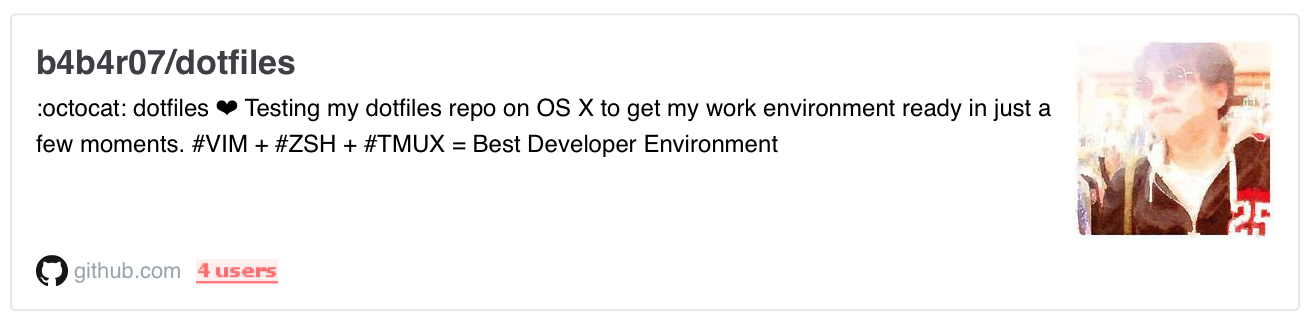 b4b4r07/dotfiles
:octocat: dotfiles ❤ Testing my dotfiles repo on OS X to get my work environment ready in just a
few moments. #VIM + #ZSH + #TMUX = Best Developer Environment
25
github.com 4 users